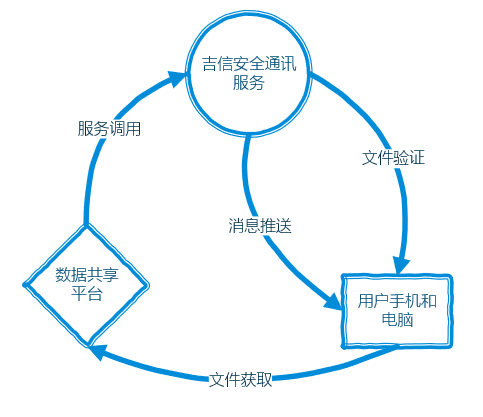 吉信安全通讯
服务
服务调用
文件验证
消息推送
数据共享
平台
用户手机和
电脑
文件获取